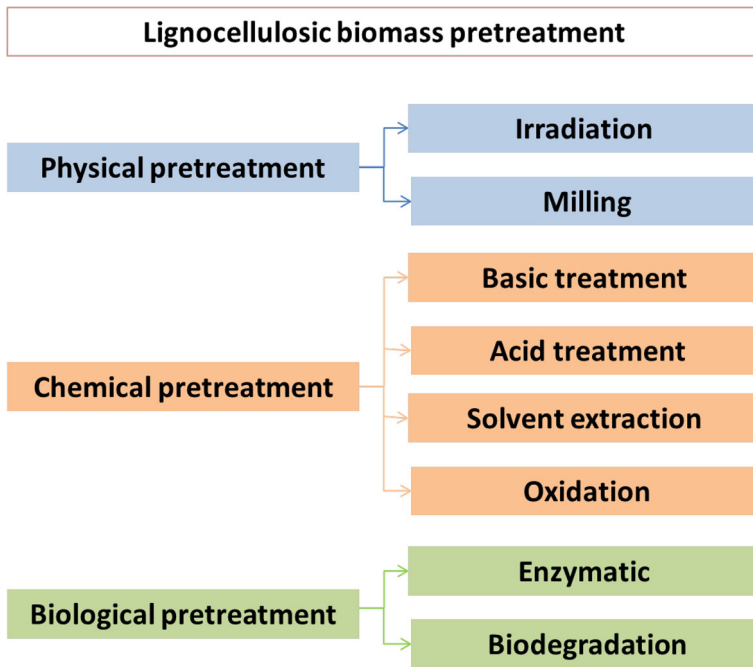 Lignocellulosic biomass pretreatment
Physical pretreatment
Irradiation
Milling
Chemical pretreatment
Basic treatment
Acid treatment
Solvent extraction
Oxidation
Biological pretreatment
Enzymatic
Biodegradation